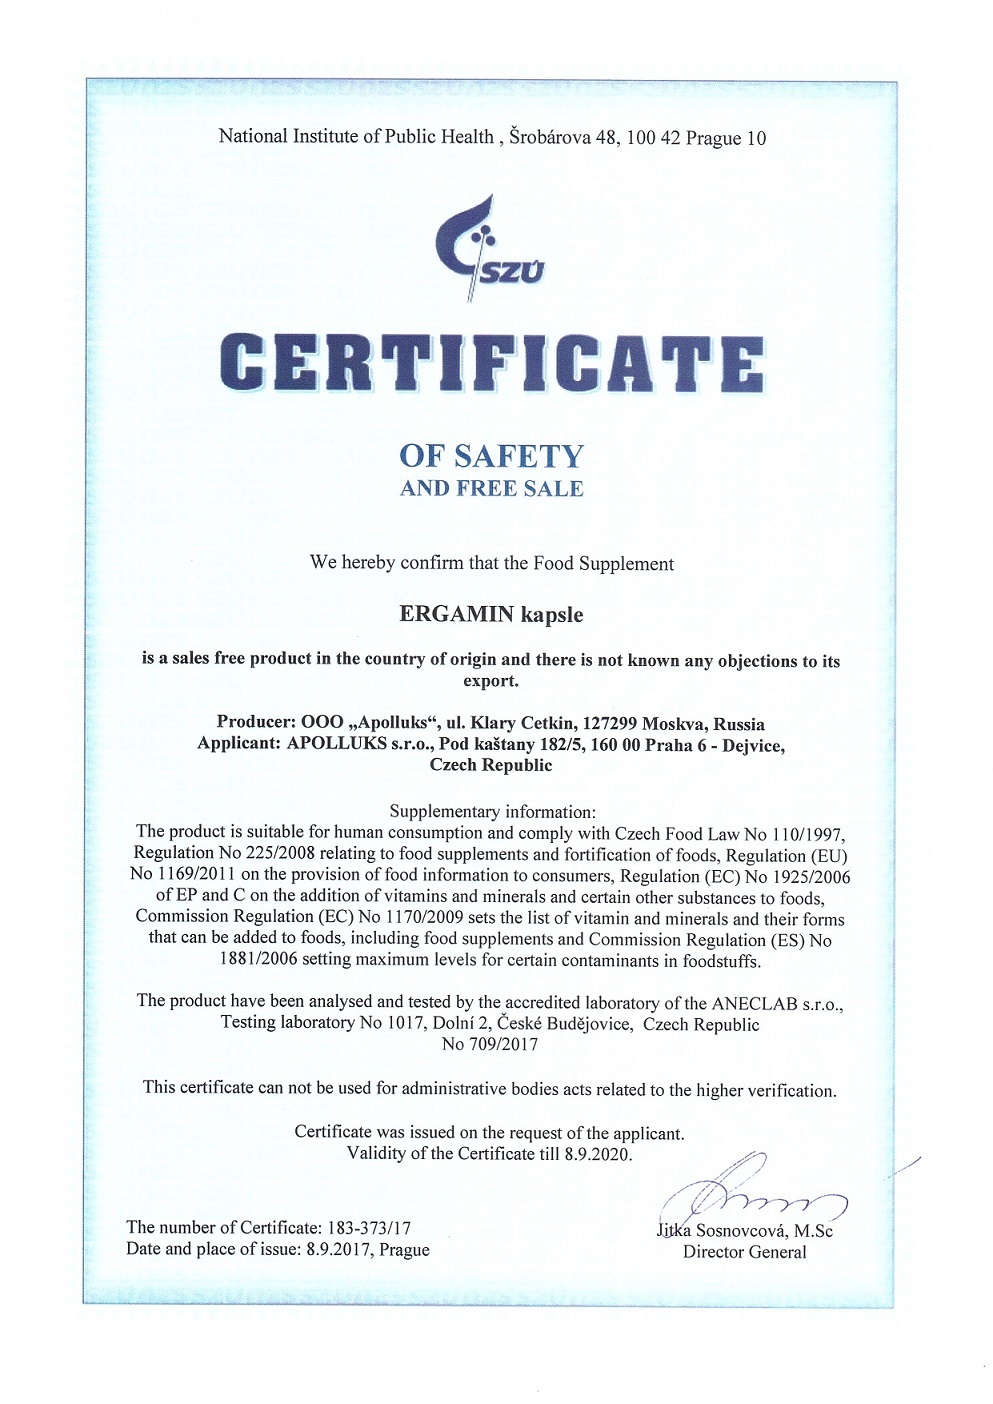 National Institute of Public Health , Šrobárova 48, 100 42 Prague 10
SZÚ
CERTIFICATE
OF SAFETY
AND FREE SALE
We hereby confirm that the Food Supplement
ERGAMIN kapsle
is a sales free product in the country of origin and there is not known any objections to its
export.
Producer: OOO „Apolluks“, ul. Klary Cetkin, 127299 Moskva, Russia
Applicant: APOLLUKS s.r.o., Pod kaštany 182/5, 160 00 Praha 6 - Dejvice,
Czech Republic
Supplementary information:
The product is suitable for human consumption and comply with Czech Food Law No 110/1997,
Regulation No 225/2008 relating to food supplements and fortification of foods, Regulation (EU)
No 1169/2011 on the provision of food information to consumers, Regulation (EC) No 1925/2006
of EP and C on the addition of vitamins and minerals and certain other substances to foods,
Commission Regulation (EC) No 1170/2009 sets the list of vitamin and minerals and their forms
that can be added to foods, including food supplements and Commission Regulation (ES) No
1881/2006 setting maximum levels for certain contaminants in foodstuffs.
The product have been analysed and tested by the accredited laboratory of the ANECLAB s.r.o.,
Testing laboratory No 1017, Dolní 2, České Budějovice, Czech Republic
No 709/2017
This certificate can not be used for administrative bodies acts related to the higher verification.
Certificate was issued on the request of the applicant.
Validity of the Certificate till 8.9.2020.
The number of Certificate: 183-373/17
Date and place of issue: 8.9.2017, Prague
Jitka Sosnovcová, M.Sc
Director General